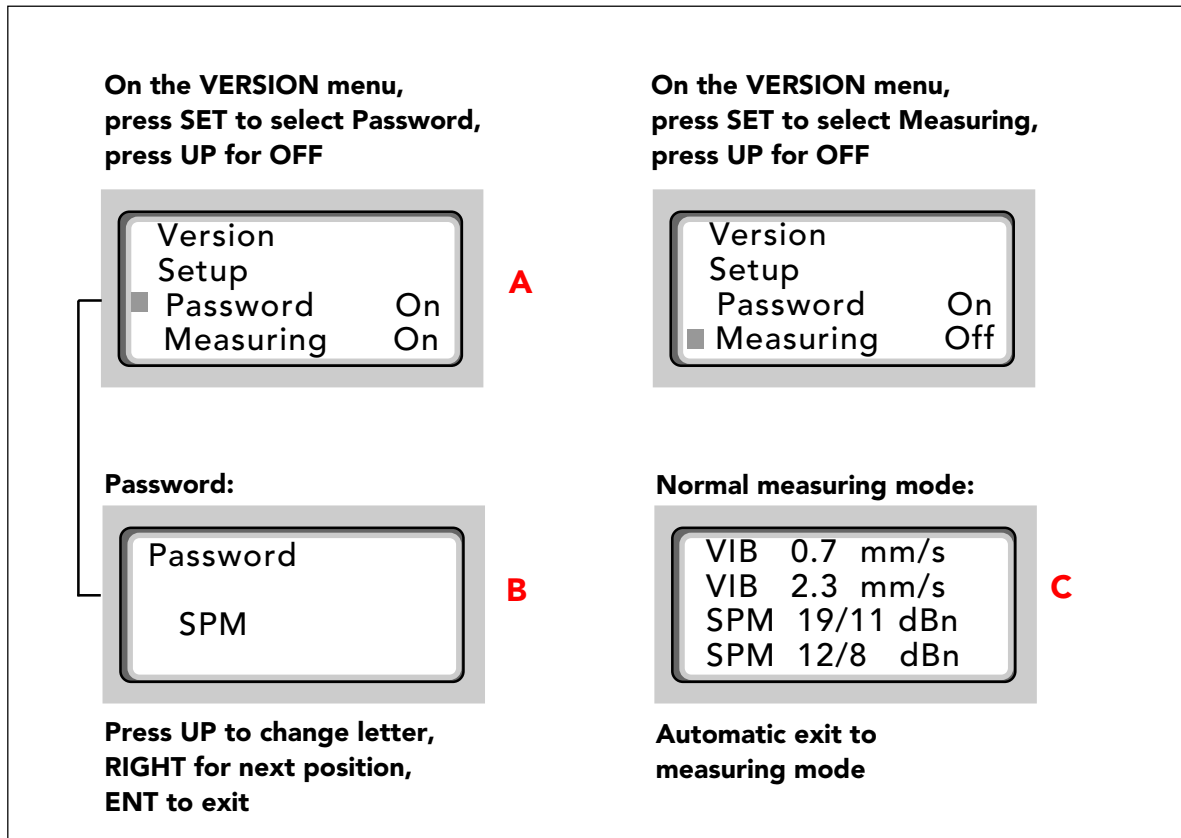 On the VERSION menu,
press SET to select Password,
press UP for OFF
Version
Setup
Password On
Measuring On
A
Password:
Password
SPM
B
Press UP to change letter,
RIGHT for next position,
ENT to exit
On the VERSION menu,
press SET to select Measuring,
press UP for OFF
Version
Setup
Password On
Measuring Off
Normal measuring mode:
VIB 0.7 mm/s
VIB 2.3 mm/s
SPM 19/11 dBn
SPM 12/8 dBn
C
Automatic exit to
measuring mode